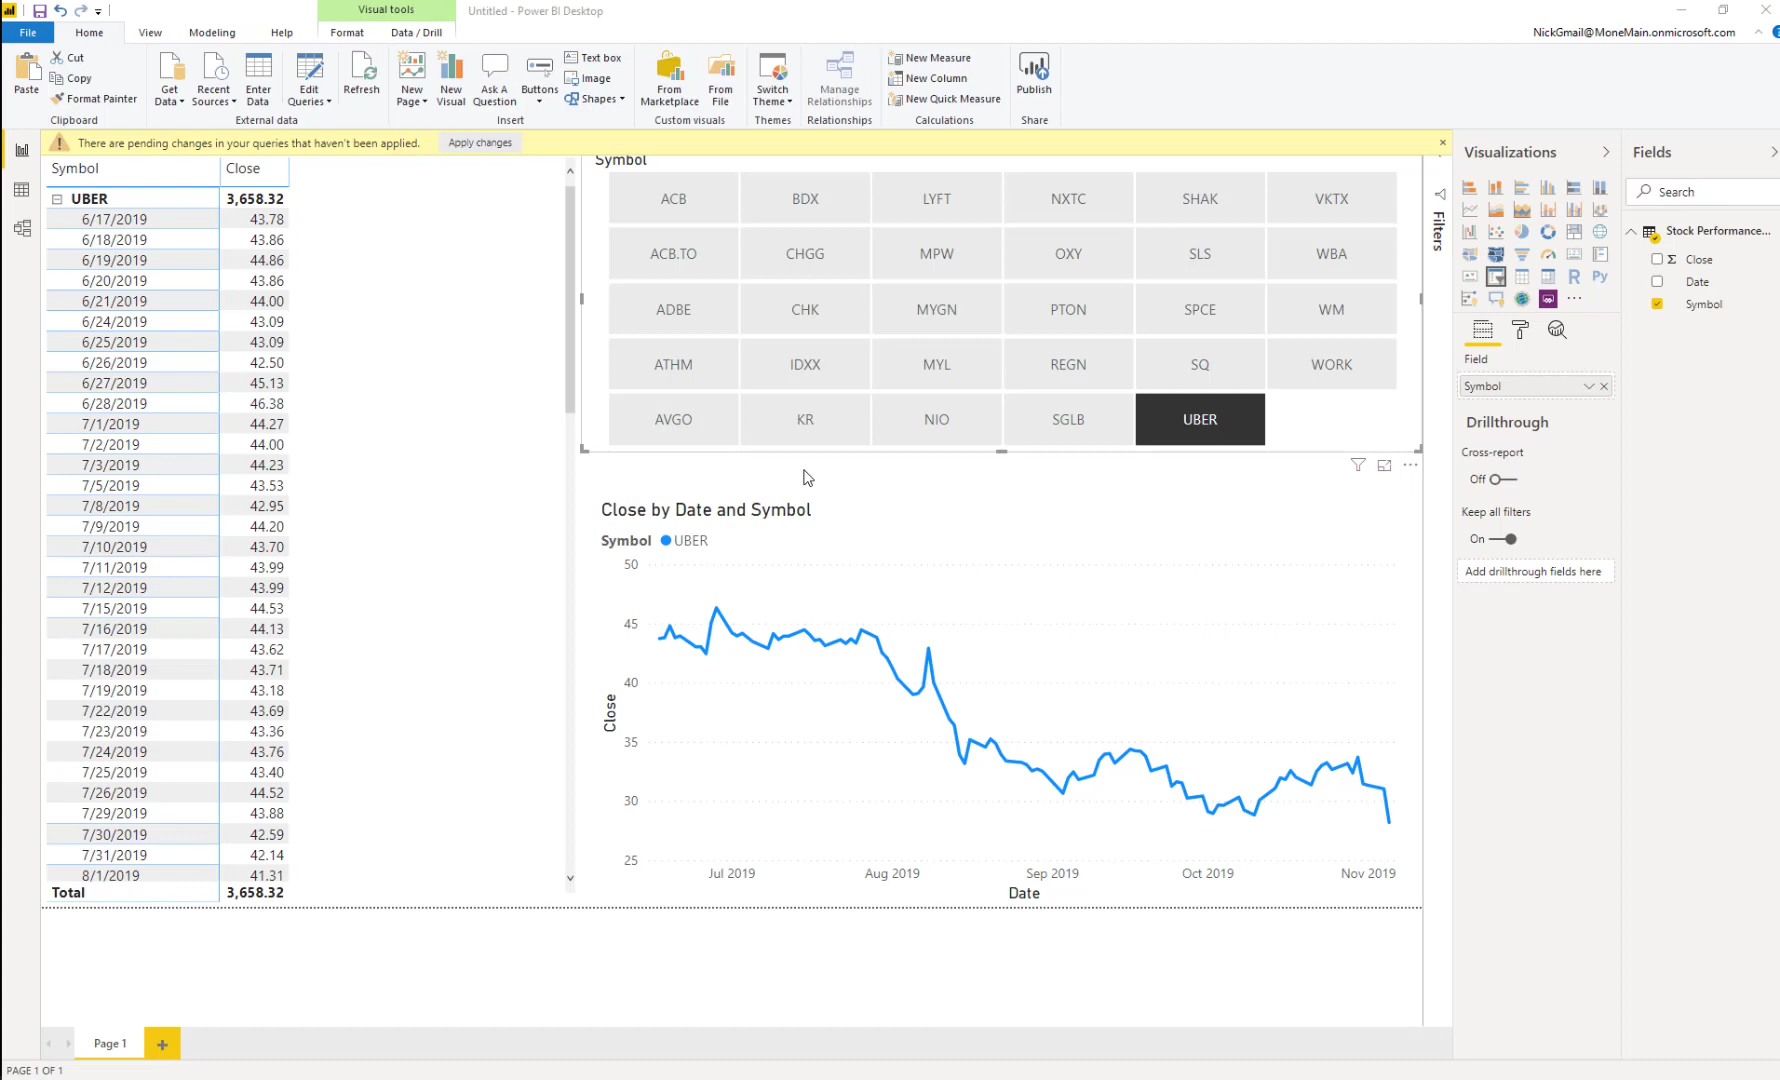 Visual tools
Untitled - Power BI Desktop
File
Home
View
Modeling
Help
Format
Data / Drill
NickGmail@MoneMain.onmicrosoft.com
Paste
Cut
Copy
Format Painter
Clipboard
Get Data
Recent Sources
Enter Data
Edit Queries
Refresh
External data
New Page
New Visual
Ask A Question
Buttons
Text box
Image
Shapes
Insert
From Marketplace
From File
Custom visuals
Switch Theme
Themes
Manage Relationships
Relationships
New Measure
New Column
New Quick Measure
Calculations
Publish
Share
There are pending changes in your queries that haven't been applied.
Apply changes
Symbol Close
UBER 3,658.32
6/17/2019 43.78
6/18/2019 43.86
6/19/2019 44.86
6/20/2019 43.86
6/21/2019 44.00
6/24/2019 43.09
6/25/2019 43.09
6/26/2019 42.50
6/27/2019 45.13
6/28/2019 46.38
7/1/2019 44.27
7/2/2019 44.00
7/3/2019 44.23
7/5/2019 43.53
7/8/2019 42.95
7/9/2019 44.20
7/10/2019 43.70
7/11/2019 43.99
7/12/2019 43.99
7/15/2019 44.53
7/16/2019 44.13
7/17/2019 43.62
7/18/2019 43.71
7/19/2019 43.18
7/22/2019 43.69
7/23/2019 43.36
7/24/2019 43.76
7/25/2019 43.40
7/26/2019 44.52
7/29/2019 43.88
7/30/2019 42.59
7/31/2019 42.14
8/1/2019 41.31
Total 3,658.32
Symbol
ACB BDX LYFT NXTC SHAK VKTX
ACB.TO CHGG MPW OXY SLS WBA
ADBE CHK MYGN PTON SPCE WM
ATHM IDXX MYL REGN SQ WORK
AVGO KR NIO SGLB UBER
Close by Date and Symbol
Symbol UBER
50
45
40
35
30
25
Close
Jul 2019 Aug 2019 Sep 2019 Oct 2019 Nov 2019
Date
Filters
Visualizations
R
Py
Field
Symbol
Drillthrough
Cross-report
Off
Keep all filters
On
Add drillthrough fields here
Fields
Search
Stock Performance...
Σ Close
Date
Symbol
Page 1
PAGE 1 OF 1